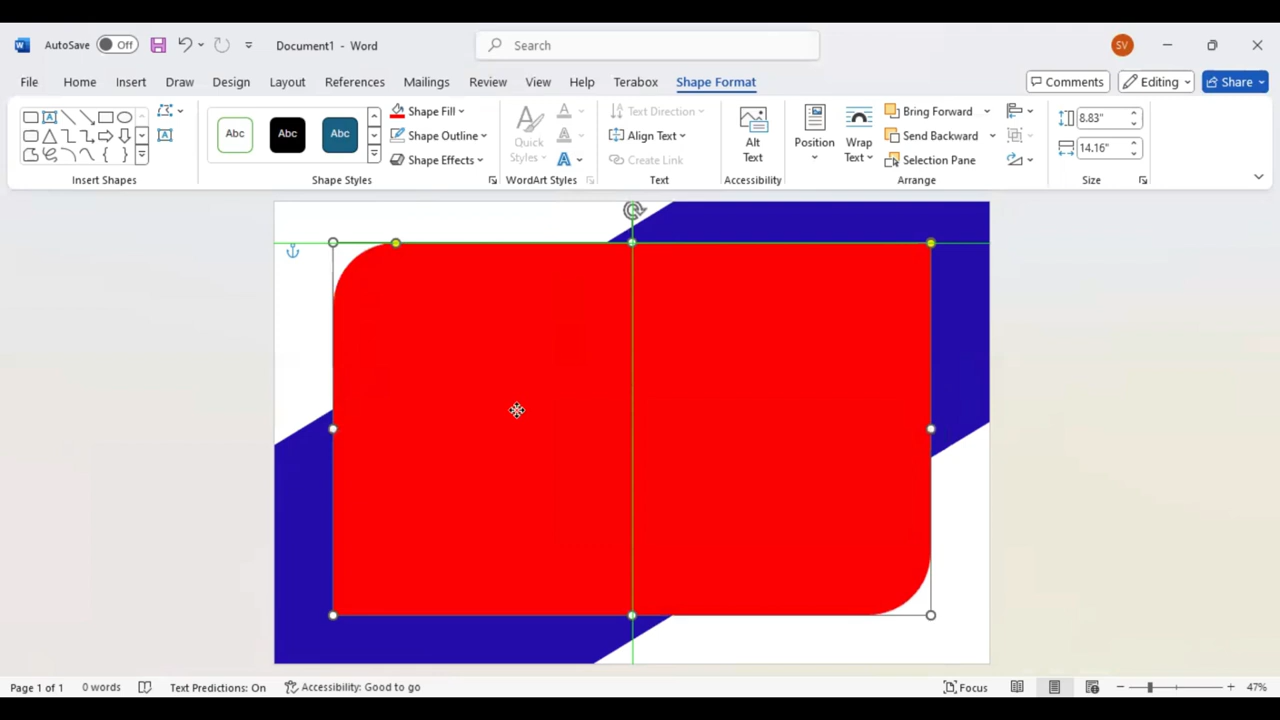 AutoSave Off Document1 - Word Search SV
File Home Insert Draw Design Layout References Mailings Review View Help Terabox Shape Format Comments Editing Share
Abc Abc Abc
Shape Fill
Shape Outline
Shape Effects
Quick
Styles
Text Direction
Align Text
Create Link
Alt
Text
Position
Wrap
Text
Bring Forward
Send Backward
Selection Pane
8.83"
14.16"
Insert Shapes Shape Styles WordArt Styles Text Accessibility Arrange Size
Page 1 of 1 0 words Text Predictions: On Accessibility: Good to go Focus 47%